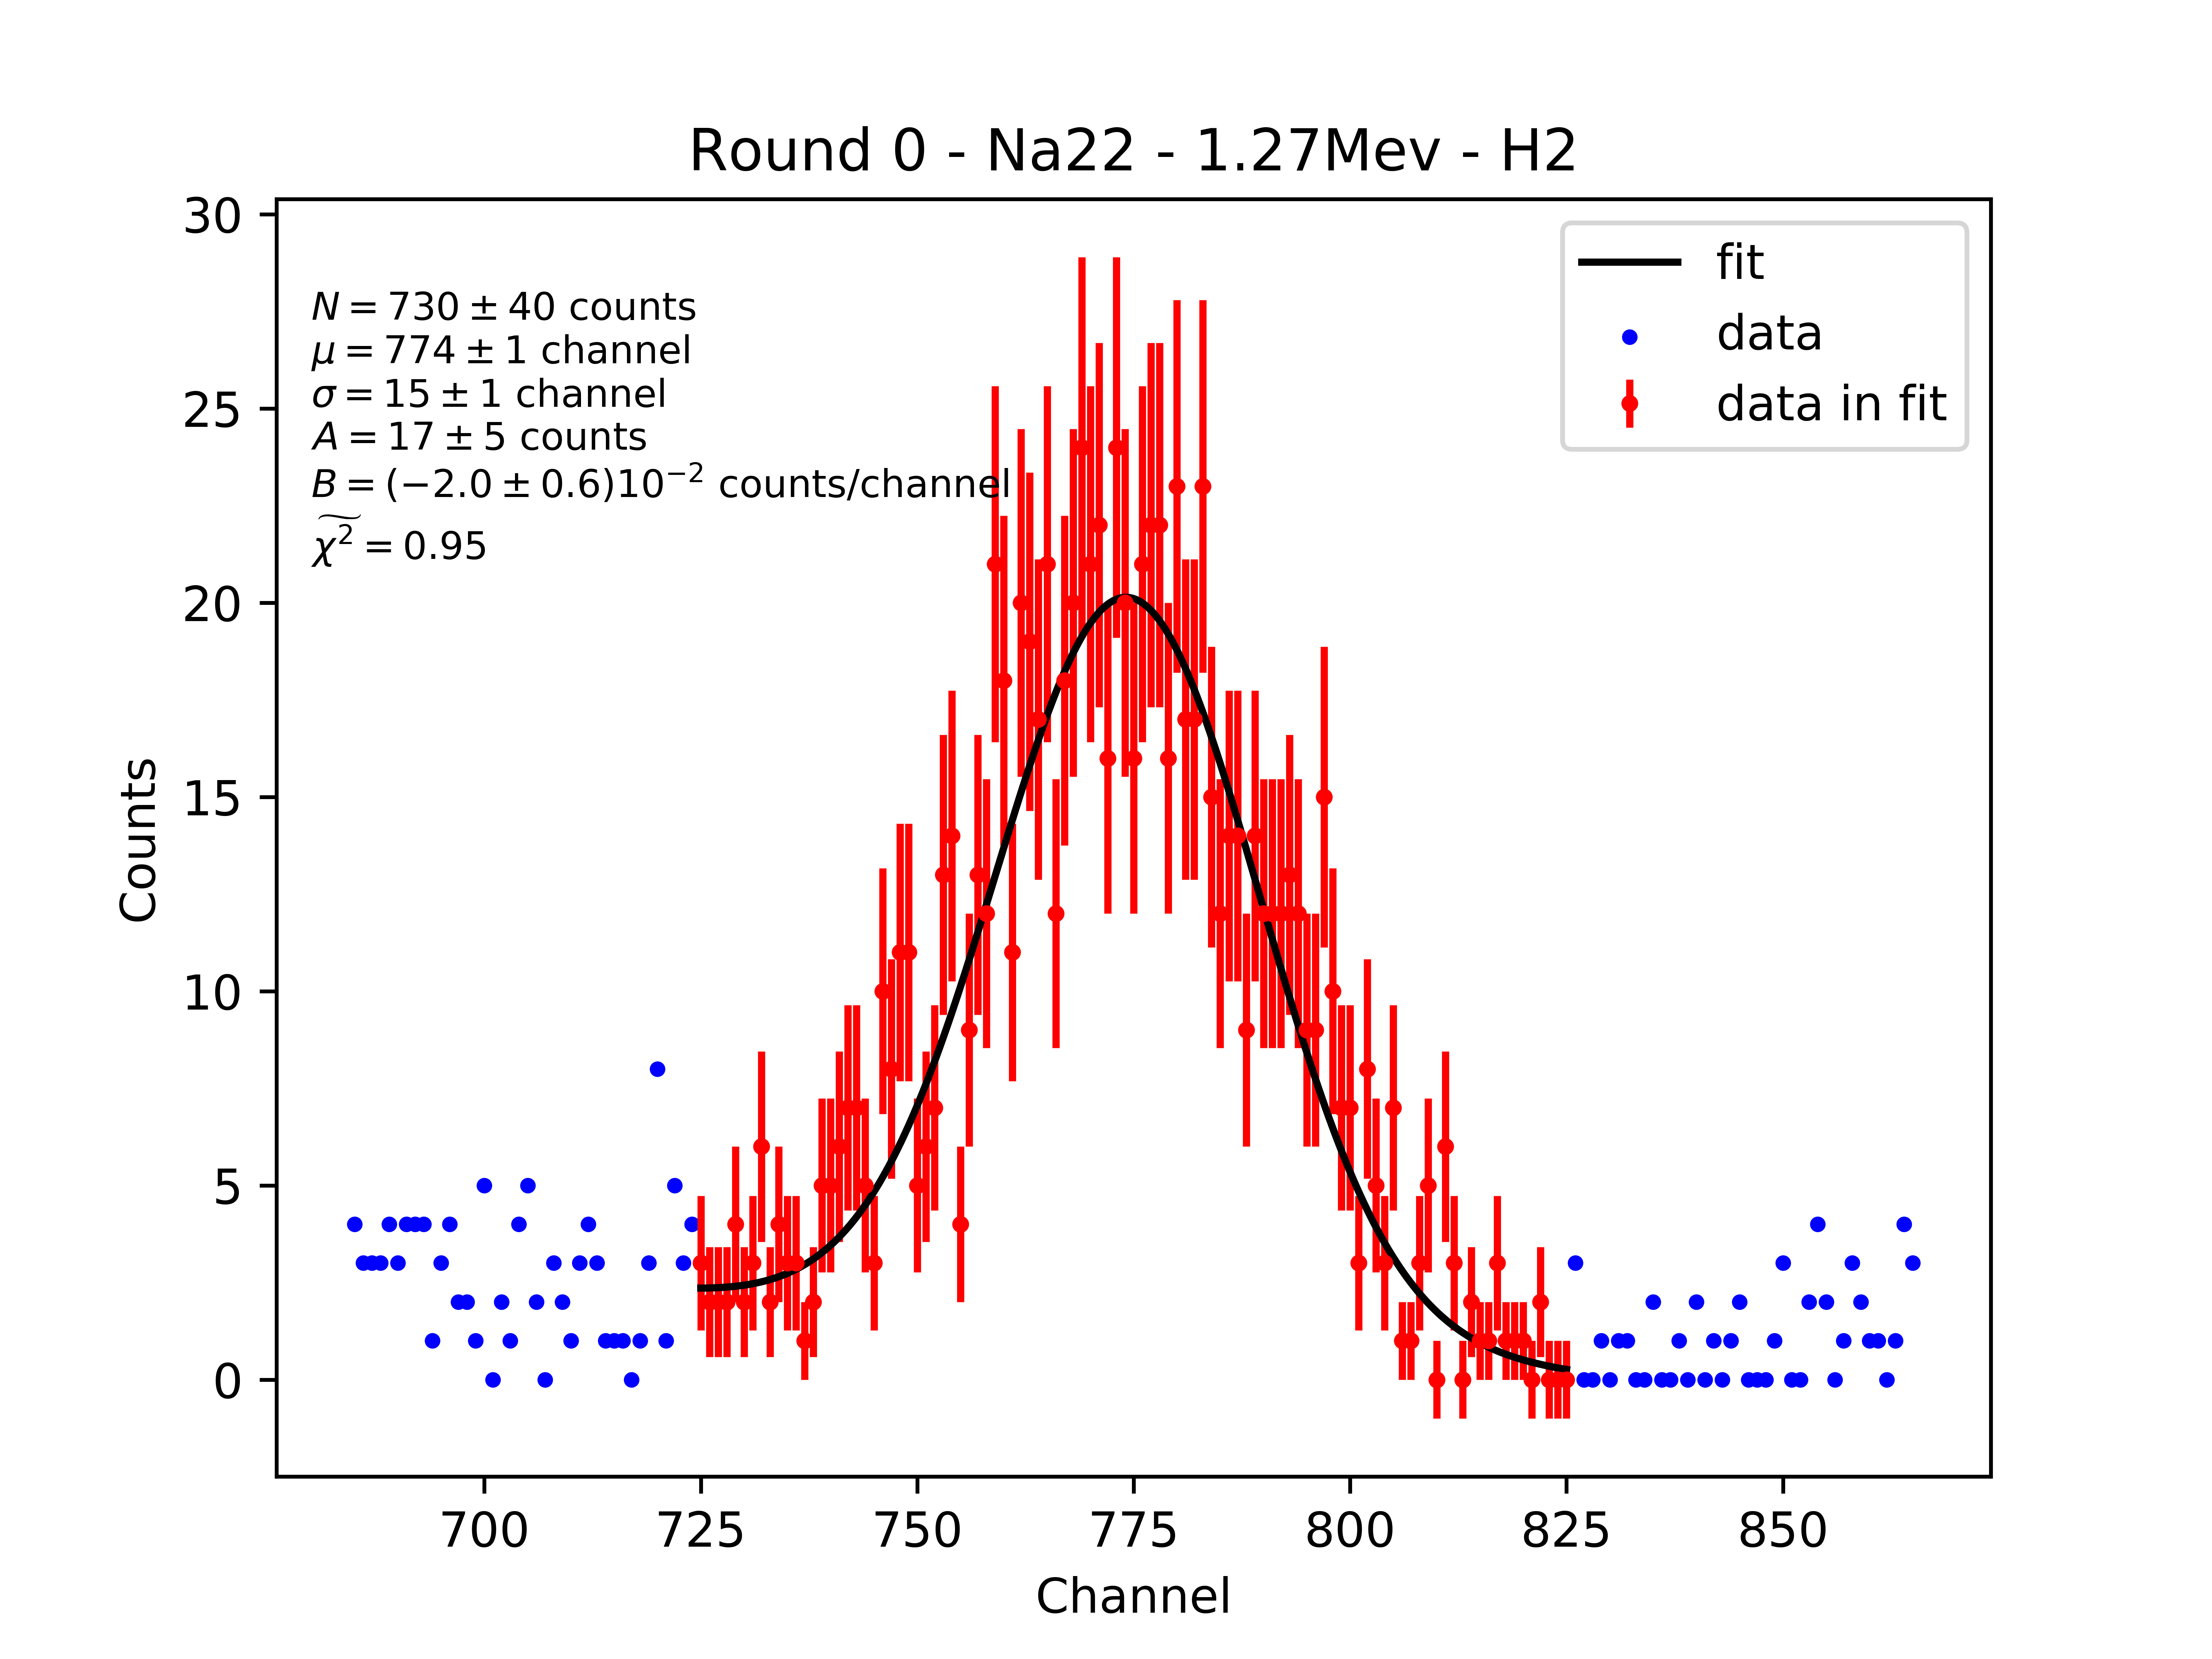 Round 0 - Na22 - 1.27Mev - H2
30
25
20
15
10
5
0
Counts
N = 730 ± 40 counts
μ = 774 ± 1 channel
σ = 15 ± 1 channel
A = 17 ± 5 counts
B = (−2.0 ± 0.6)10⁻² counts/channel
χ̃² = 0.95
fit
data
data in fit
700 725 750 775 800 825 850
Channel